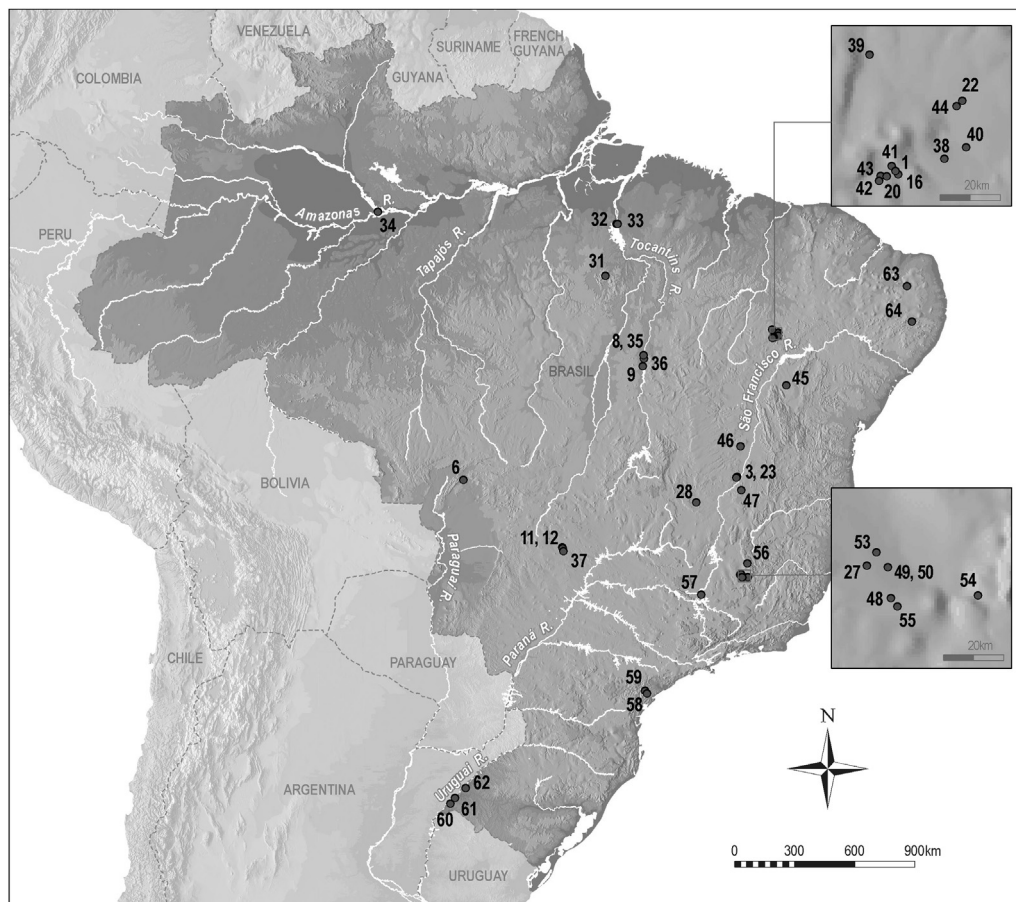 VENEZUELA
COLOMBIA
GUYANA
SURINAME
FRENCH
GUYANA
PERU
Amazonas R.
34
Tapajós R.
32 33
Tocantins R
31
8, 35
BRASIL
36
9
39
22
44
40
41
1
38
43
16
42
20
20km
63
64
São Francisco R.
45
46
3, 23
47
28
6
BOLIVIA
Paraguai R.
11, 12
37
56
57
53
27
49, 50
54
48
55
20km
Paraná R.
CHILE
PARAGUAY
59
58
N
Uruguai R.
62
ARGENTINA
61
60
URUGUAY
0 300 600 900km